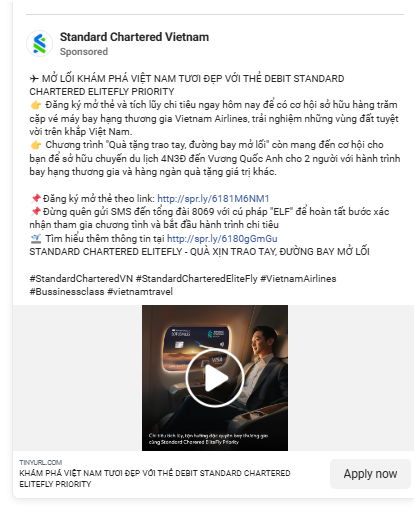 Standard Chartered Vietnam
Sponsored
✈ MỞ LỐI KHÁM PHÁ VIỆT NAM TƯƠI ĐẸP VỚI THẺ DEBIT STANDARD
CHARTERED ELITEFLY PRIORITY
👉 Đăng ký mở thẻ và tích lũy chi tiêu ngay hôm nay để có cơ hội sở hữu hàng trăm
cặp vé máy bay hạng thương gia Vietnam Airlines, trải nghiệm những vùng đất tuyệt
vời trên khắp Việt Nam.
👉 Chương trình "Quà tặng trao tay, đường bay mở lối" còn mang đến cơ hội cho
bạn để sở hữu chuyến du lịch 4N3Đ đến Vương Quốc Anh cho 2 người với hành trình
bay hạng thương gia và hàng ngàn quà tặng giá trị khác.
📌Đăng ký mở thẻ theo link: http://spr.ly/6181M6NM1
📌Đừng quên gửi SMS đến tổng đài 8069 với cú pháp "ELF" để hoàn tất bước xác
nhận tham gia chương trình và bắt đầu hành trình chi tiêu
🛫 Tìm hiểu thêm thông tin tại http://spr.ly/6180gGmGu
STANDARD CHARTERED ELITEFLY - QUÀ XỊN TRAO TAY, ĐƯỜNG BAY MỞ LỐI
#StandardCharteredVN #StandardCharteredEliteFly #VietnamAirlines
#Bussinessclass #vietnamtravel
VISA
Chi tiêu tích lũy, tận hưởng đặc quyền bay thương gia
cùng Standard Charered EliteFly Priority
TINYURL.COM
KHÁM PHÁ VIỆT NAM TƯƠI ĐẸP VỚI THẺ DEBIT STANDARD CHARTERED
ELITEFLY PRIORITY
Apply now